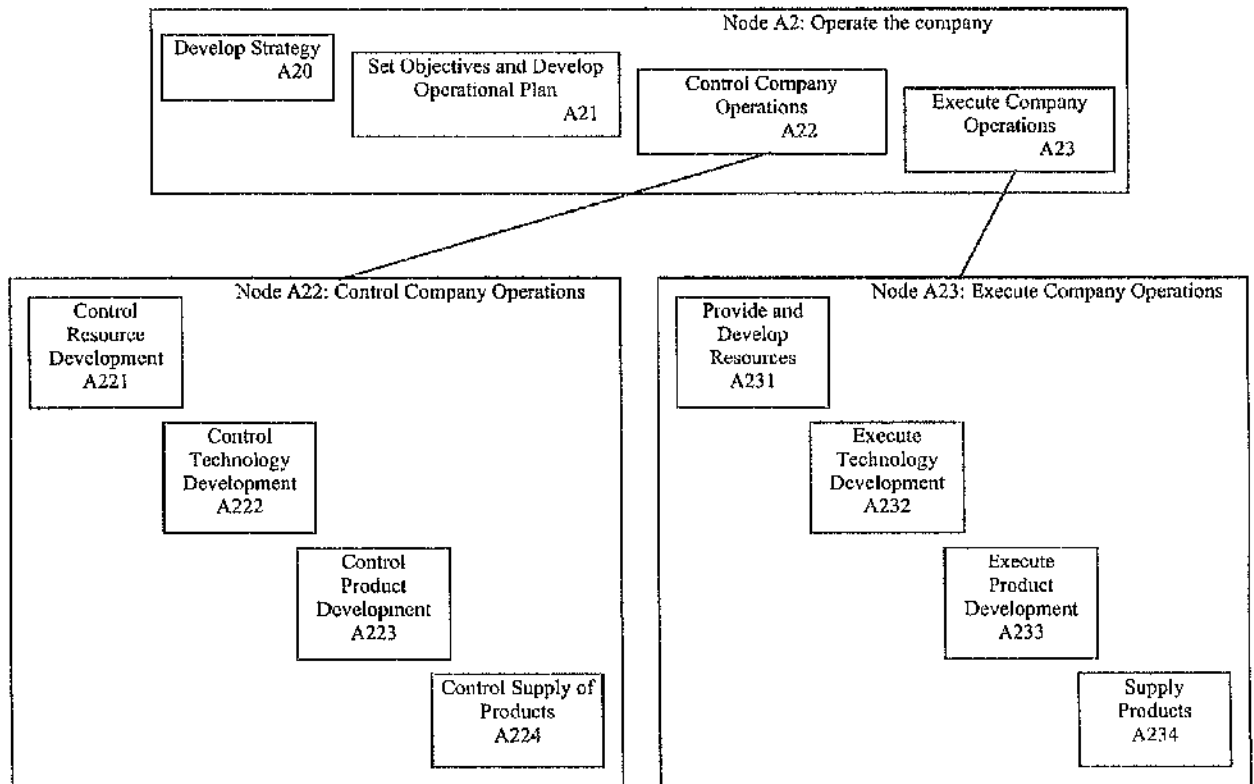 Node A2: Operate the company
Develop Strategy
A20
Set Objectives and Develop
Operational Plan
A21
Control Company
Operations
A22
Execute Company
Operations
A23
Node A22: Control Company Operations
Control
Resource
Development
A221
Control
Technology
Development
A222
Control
Product
Development
A223
Control Supply of
Products
A224
Node A23: Execute Company Operations
Provide and
Develop
Resources
A231
Execute
Technology
Development
A232
Execute
Product
Development
A233
Supply
Products
A234